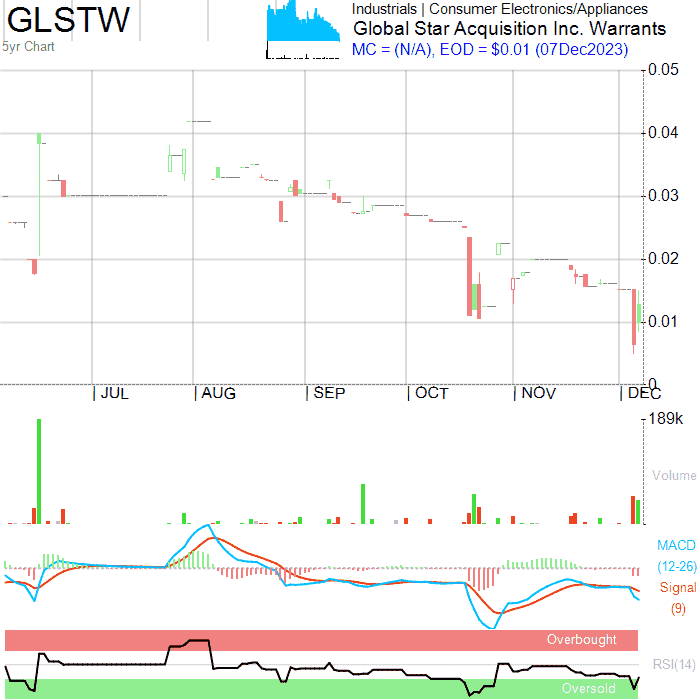 GLSTW
5yr Chart
Industrials | Consumer Electronics/Appliances
Global Star Acquisition Inc. Warrants
MC = (N/A), EOD = $0.01 (07Dec2023)
0.05
0.04
0.03
0.02
0.01
0
JUL AUG SEP OCT NOV DEC
189k
Volume
MACD
(12-26)
Signal
(9)
Overbought
RSI(14)
Oversold